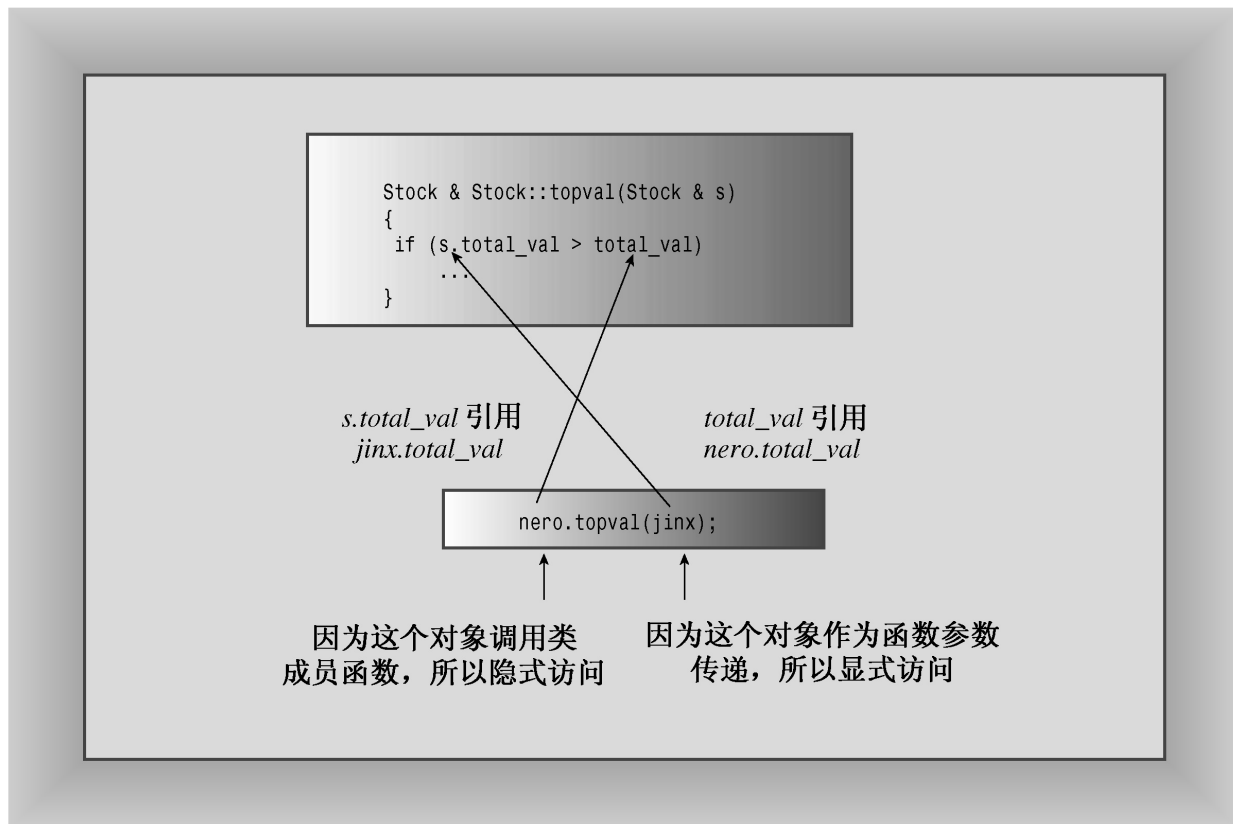 Stock & Stock::topval(Stock & s)
{
if (s.total_val > total_val)
...
}
s.total_val 引用
jinx.total_val
total_val 引用
nero.total_val
nero.topval(jinx);
因为这个对象调用类
成员函数，所以隐式访问
因为这个对象作为函数参数
传递，所以显式访问